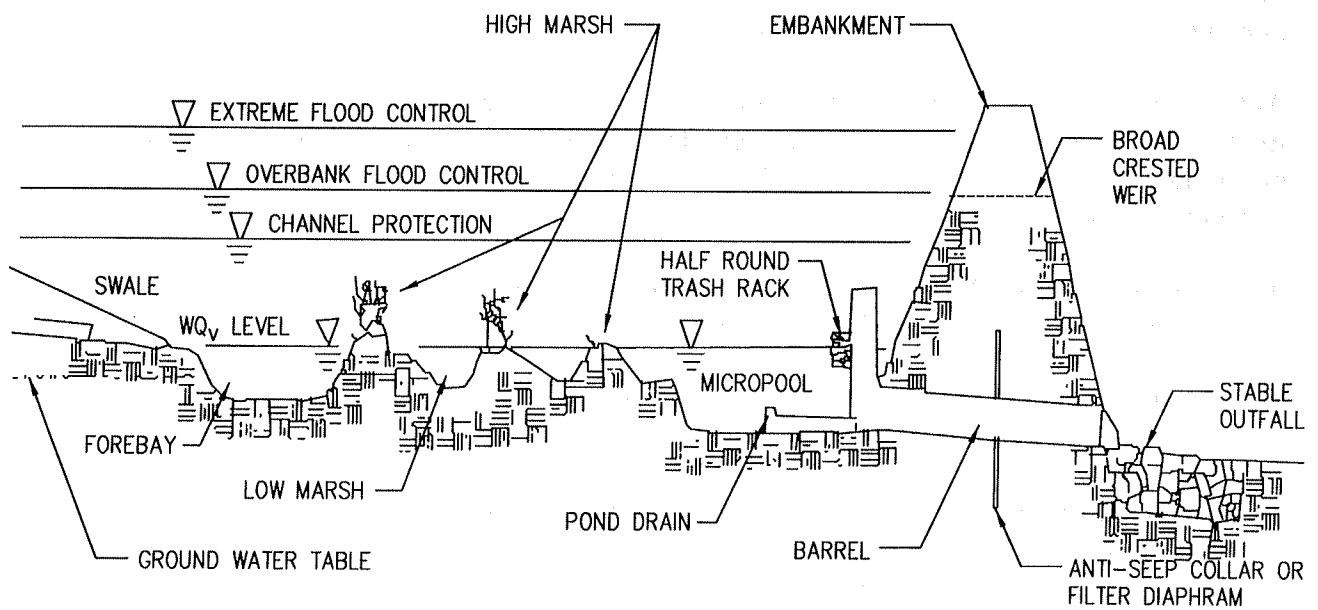 HIGH MARSH
EMBANKMENT
EXTREME FLOOD CONTROL
BROAD
CRESTED
WEIR
OVERBANK FLOOD CONTROL
CHANNEL PROTECTION
HALF ROUND
TRASH RACK
SWALE
WQv LEVEL
MICROPOOL
STABLE
OUTFALL
FOREBAY
LOW MARSH
POND DRAIN
BARREL
GROUND WATER TABLE
ANTI-SEEP COLLAR OR
FILTER DIAPHRAM